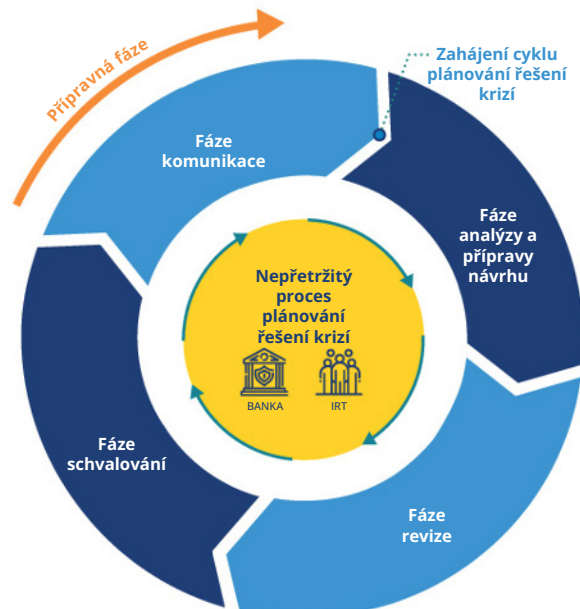 Přípravná fáze
Zahájení cyklu
plánování řešení
krizí
Fáze
komunikace
Fáze
analýzy a
přípravy
návrhu
Nepřetržitý
proces
plánování
řešení krizí
BANKA
IRT
Fáze
schvalování
Fáze
revize